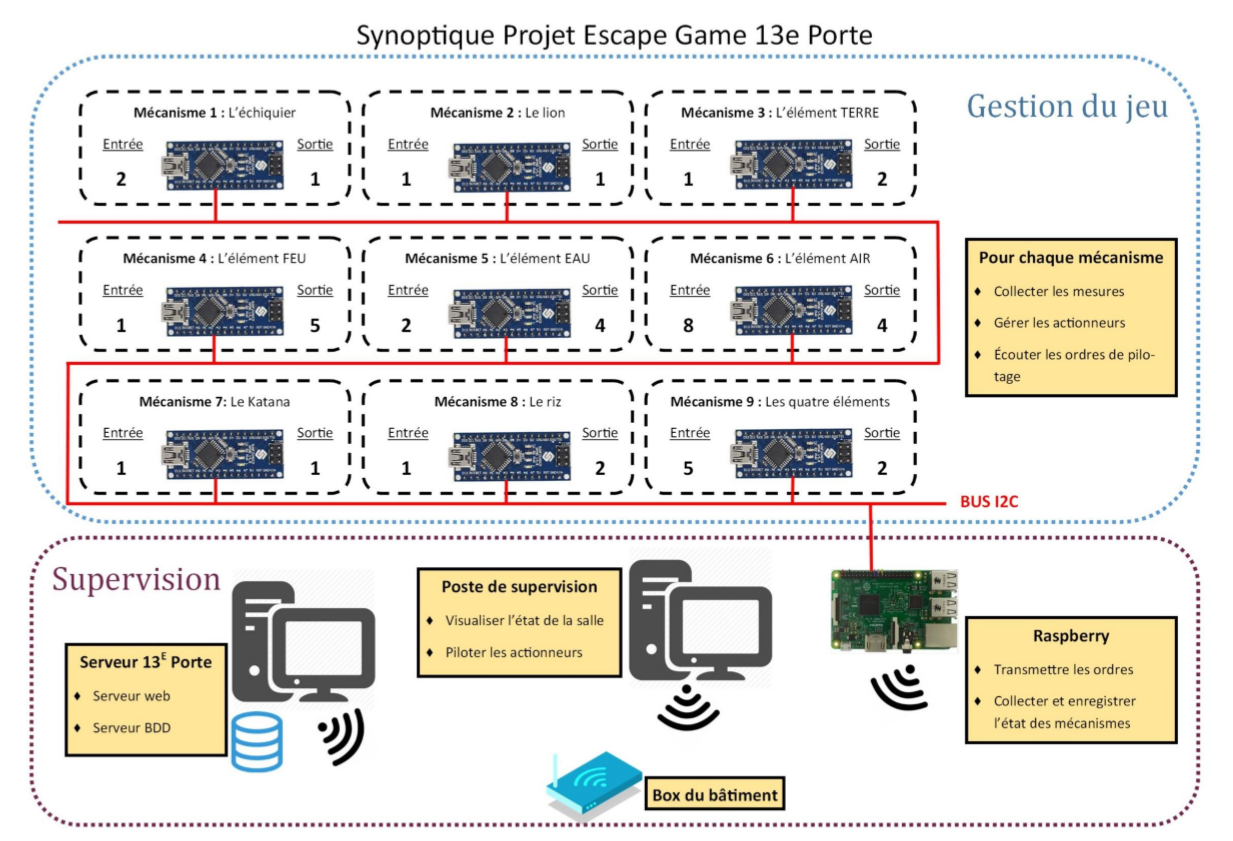 Synoptique Projet Escape Game 13e Porte
Gestion du jeu
Mécanisme 1 : L'échiquier
Entrée
Sortie
2
1
Mécanisme 2 : Le lion
Entrée
Sortie
1
1
Mécanisme 3 : L'élément TERRE
Entrée
Sortie
1
2
Mécanisme 4 : L'élément FEU
Entrée
Sortie
1
5
Mécanisme 5 : L'élément EAU
Entrée
Sortie
2
4
Mécanisme 6 : L'élément AIR
Entrée
Sortie
8
4
Pour chaque mécanisme
♦ Collecter les mesures
♦ Gérer les actionneurs
♦ Écouter les ordres de pilo-
tage
Mécanisme 7: Le Katana
Entrée
Sortie
1
1
Mécanisme 8 : Le riz
Entrée
Sortie
1
2
Mécanisme 9 : Les quatre éléments
Entrée
Sortie
5
2
BUS I2C
Supervision
Serveur 13E Porte
♦ Serveur web
♦ Serveur BDD
Poste de supervision
♦ Visualiser l'état de la salle
♦ Piloter les actionneurs
Raspberry
♦ Transmettre les ordres
♦ Collecter et enregistrer
l'état des mécanismes
Box du bâtiment